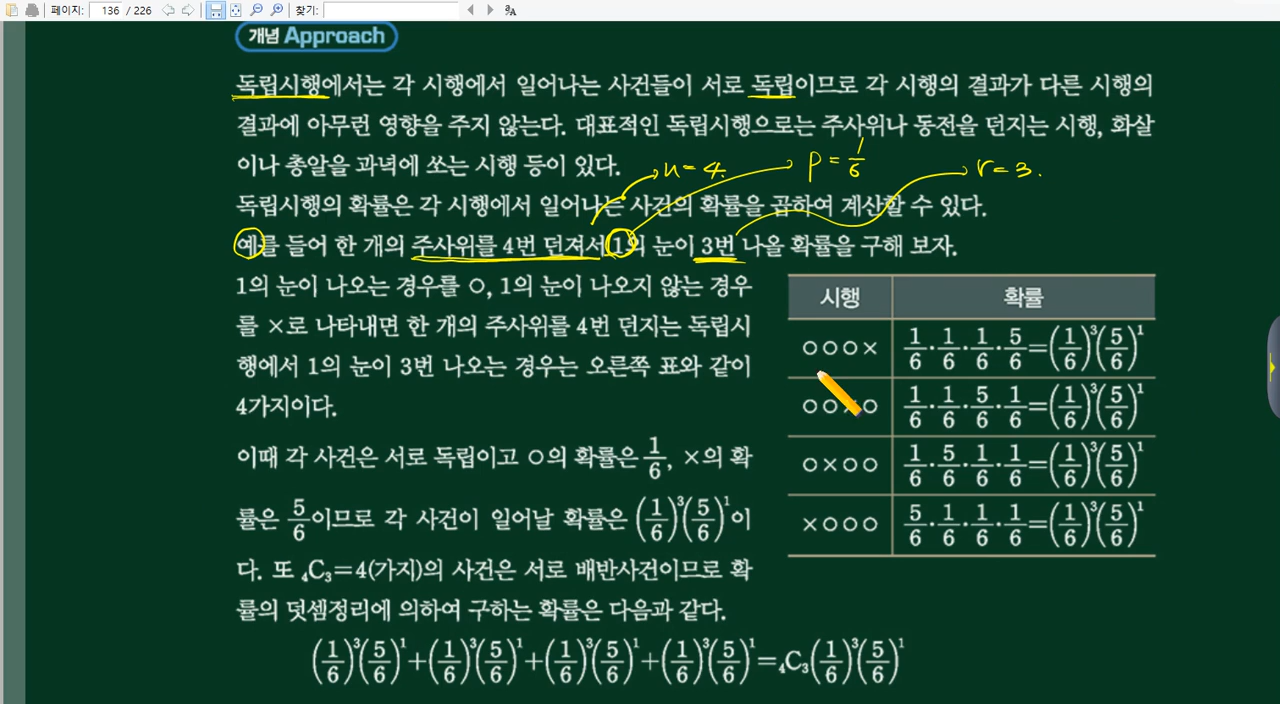 페이지: 136 / 226 찾기:
개념 Approach
독립시행에서는 각 시행에서 일어나는 사건들이 서로 독립이므로 각 시행의 결과가 다른 시행의
결과에 아무런 영향을 주지 않는다. 대표적인 독립시행으로는 주사위나 동전을 던지는 시행, 화살
이나 총알을 과녁에 쏘는 시행 등이 있다.
n=4. p=1/6 r=3.
독립시행의 확률은 각 시행에서 일어나는 사건의 확률을 곱하여 계산할 수 있다.
예를 들어 한 개의 주사위를 4번 던져서 1의 눈이 3번 나올 확률을 구해 보자.
1의 눈이 나오는 경우를 ○, 1의 눈이 나오지 않는 경우
를 ×로 나타내면 한 개의 주사위를 4번 던지는 독립시
행에서 1의 눈이 3번 나오는 경우는 오른쪽 표와 같이
4가지이다.
이때 각 사건은 서로 독립이고 ○의 확률은 1/6, ×의 확
률은 5/6이므로 각 사건이 일어날 확률은 (1/6)³(5/6)¹이
다. 또 ₄C₃=4(가지)의 사건은 서로 배반사건이므로 확
률의 덧셈정리에 의하여 구하는 확률은 다음과 같다.
시행 확률
○○○× 1/6·1/6·1/6·5/6=(1/6)³(5/6)¹
○○×○ 1/6·1/6·5/6·1/6=(1/6)³(5/6)¹
○×○○ 1/6·5/6·1/6·1/6=(1/6)³(5/6)¹
×○○○ 5/6·1/6·1/6·1/6=(1/6)³(5/6)¹
(1/6)³(5/6)¹+(1/6)³(5/6)¹+(1/6)³(5/6)¹+(1/6)³(5/6)¹=₄C₃(1/6)³(5/6)¹